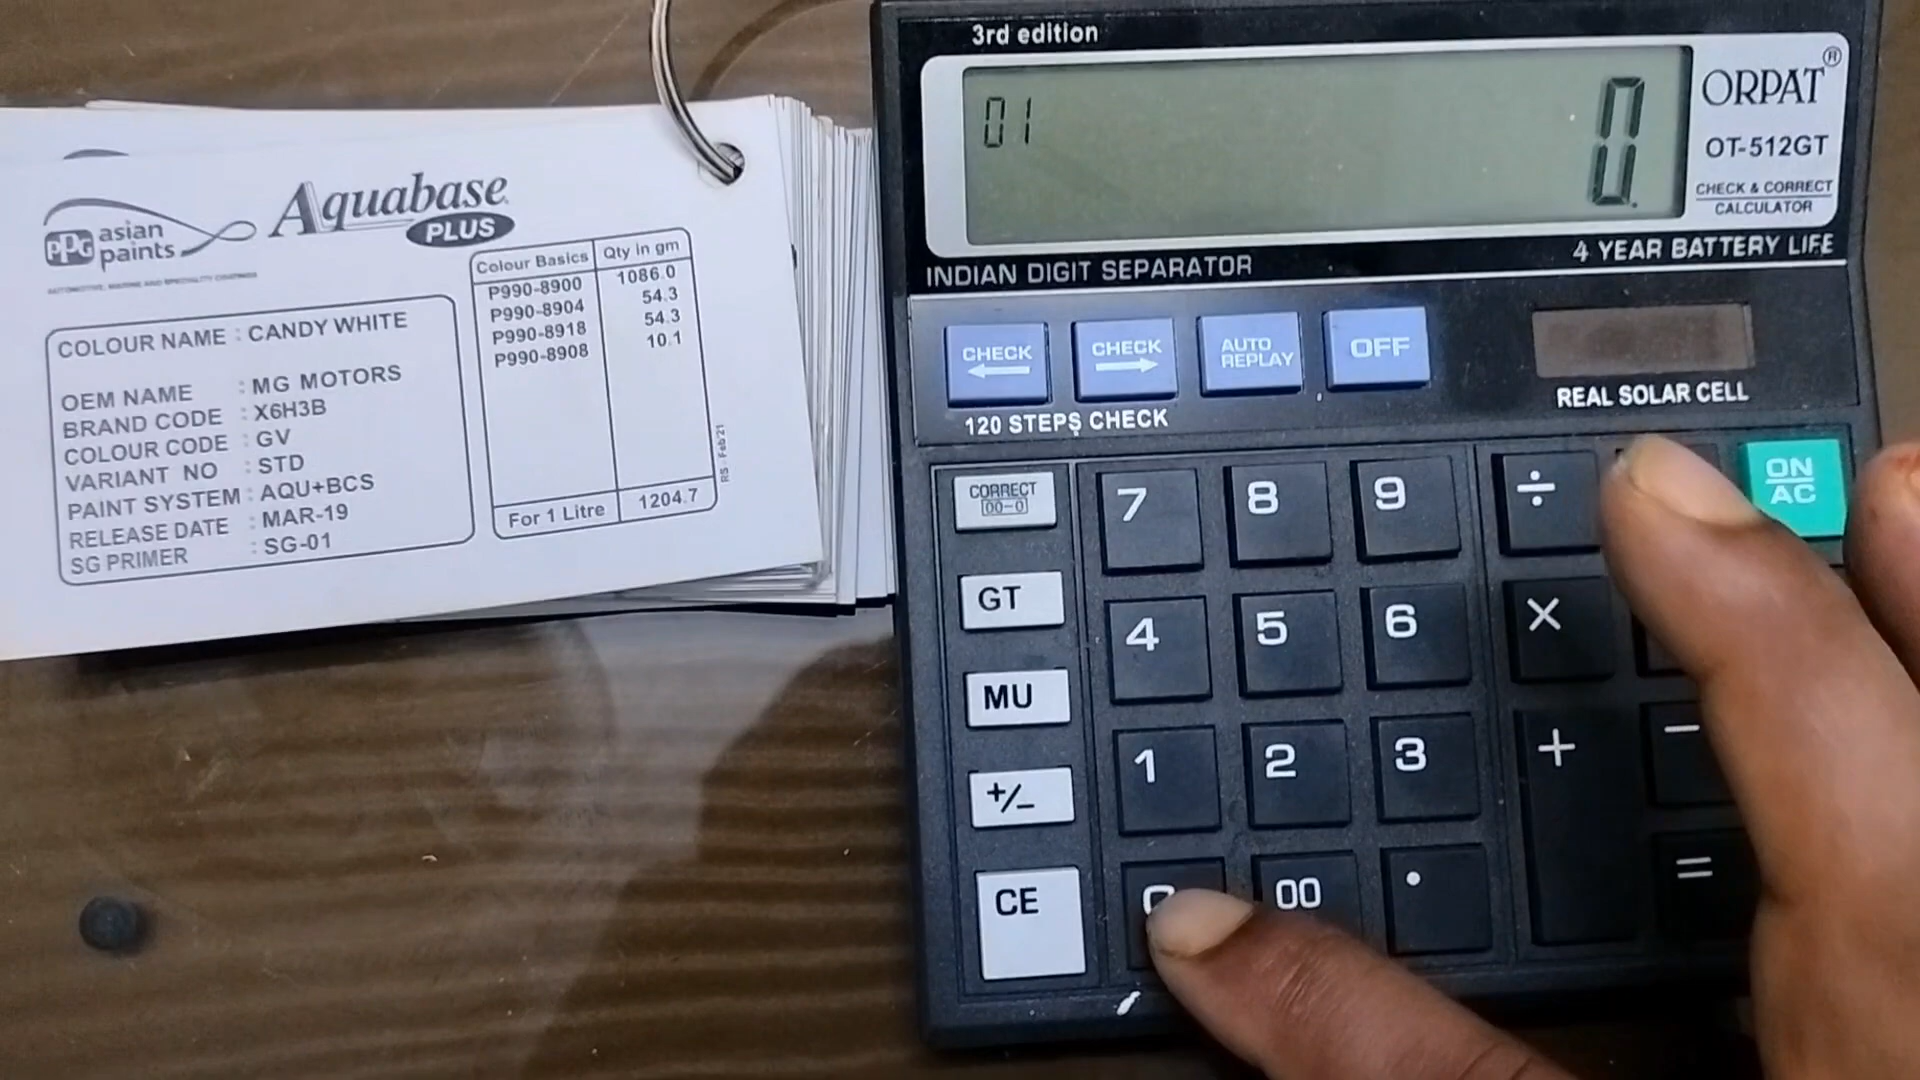 PPG asian paints
Aquabase
PLUS
COLOUR NAME : CANDY WHITE
OEM NAME : MG MOTORS
BRAND CODE : X6H3B
COLOUR CODE : GV
VARIANT NO : STD
PAINT SYSTEM : AQU+BCS
RELEASE DATE : MAR-19
SG PRIMER : SG-01
Colour Basics Qty in gm
P990-8900 1086.0
P990-8904 54.3
P990-8918 54.3
P990-8908 10.1
For 1 Litre 1204.7
RS - Feb'21
3rd edition
01 0.
ORPAT®
OT-512GT
CHECK & CORRECT
CALCULATOR
INDIAN DIGIT SEPARATOR
4 YEAR BATTERY LIFE
CHECK ← CHECK → AUTO REPLAY OFF
REAL SOLAR CELL
120 STEPS CHECK
CORRECT 00→0 7 8 9 ÷ ON/AC
GT 4 5 6 ×
MU 1 2 3 + −
+/−
CE 0 00 • =